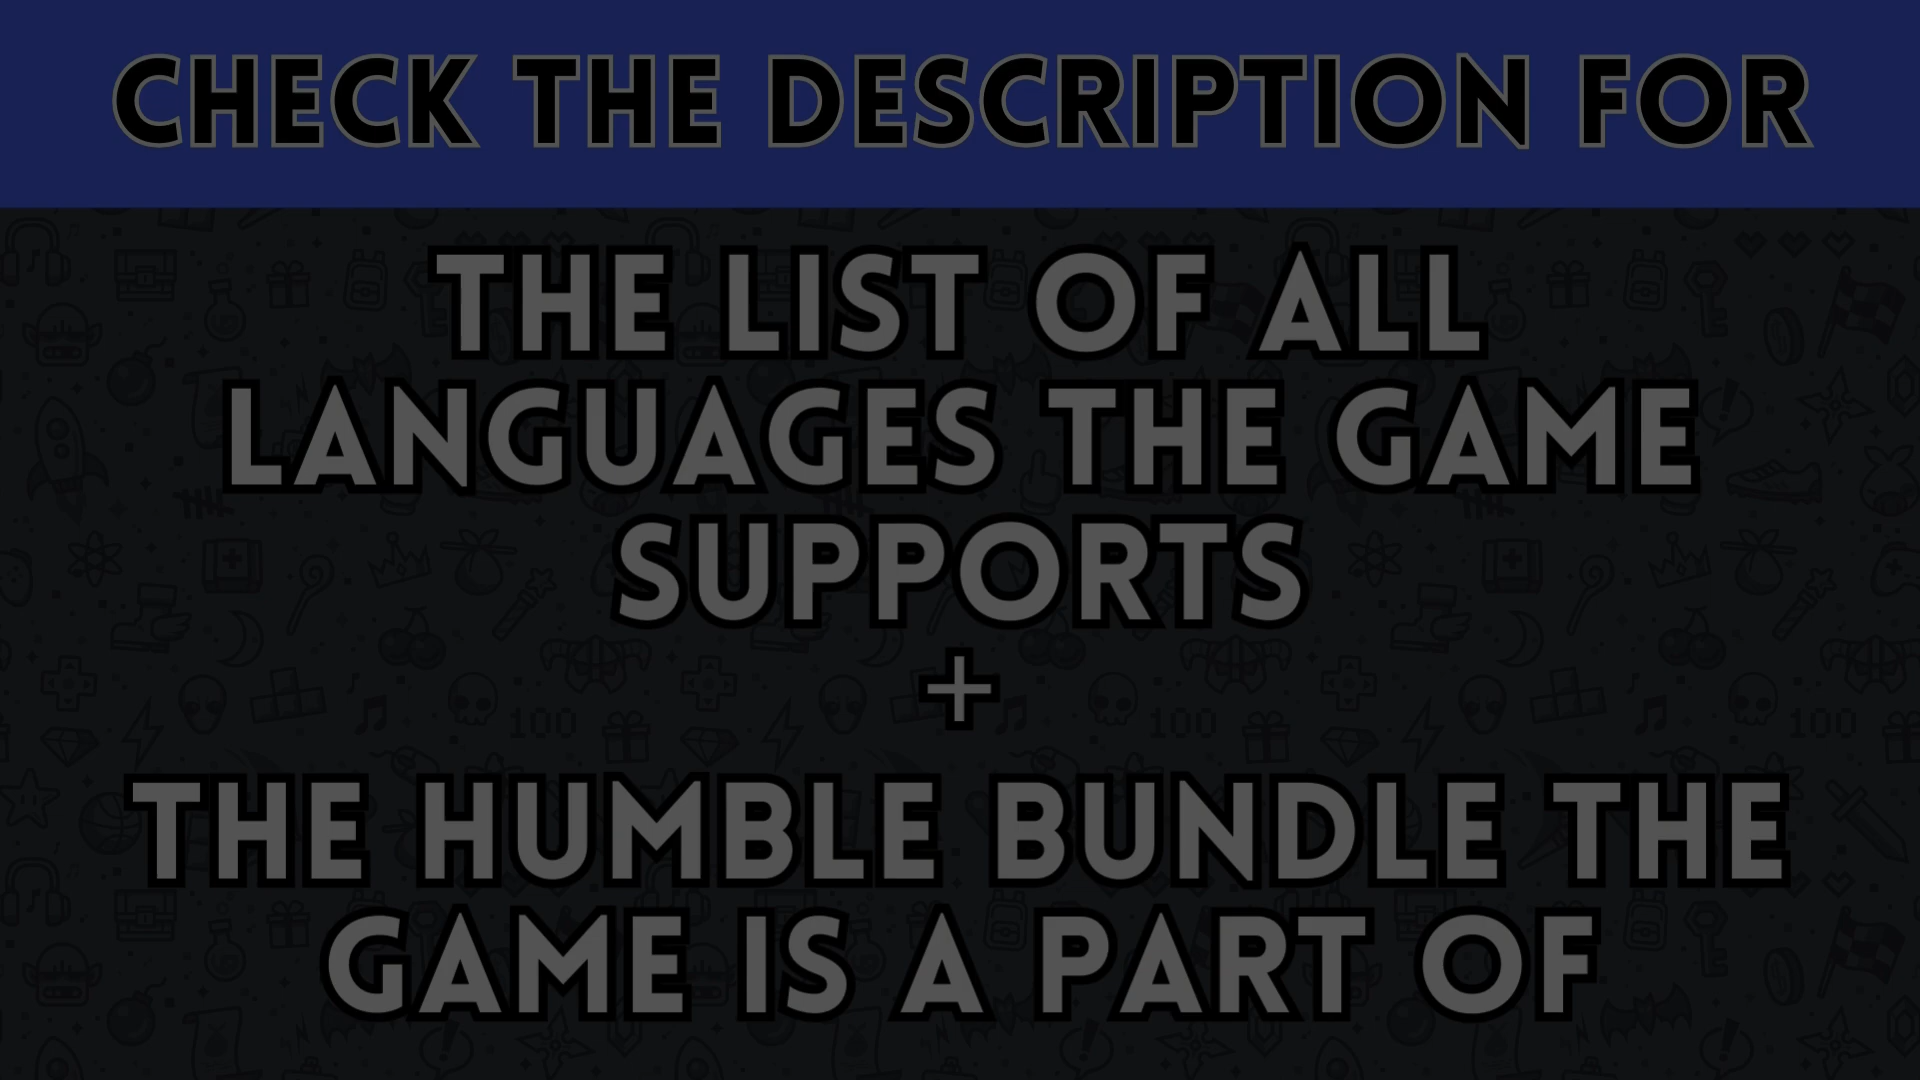 CHECK THE DESCRIPTION FOR
THE LIST OF ALL
LANGUAGES THE GAME
SUPPORTS
+
THE HUMBLE BUNDLE THE
GAME IS A PART OF